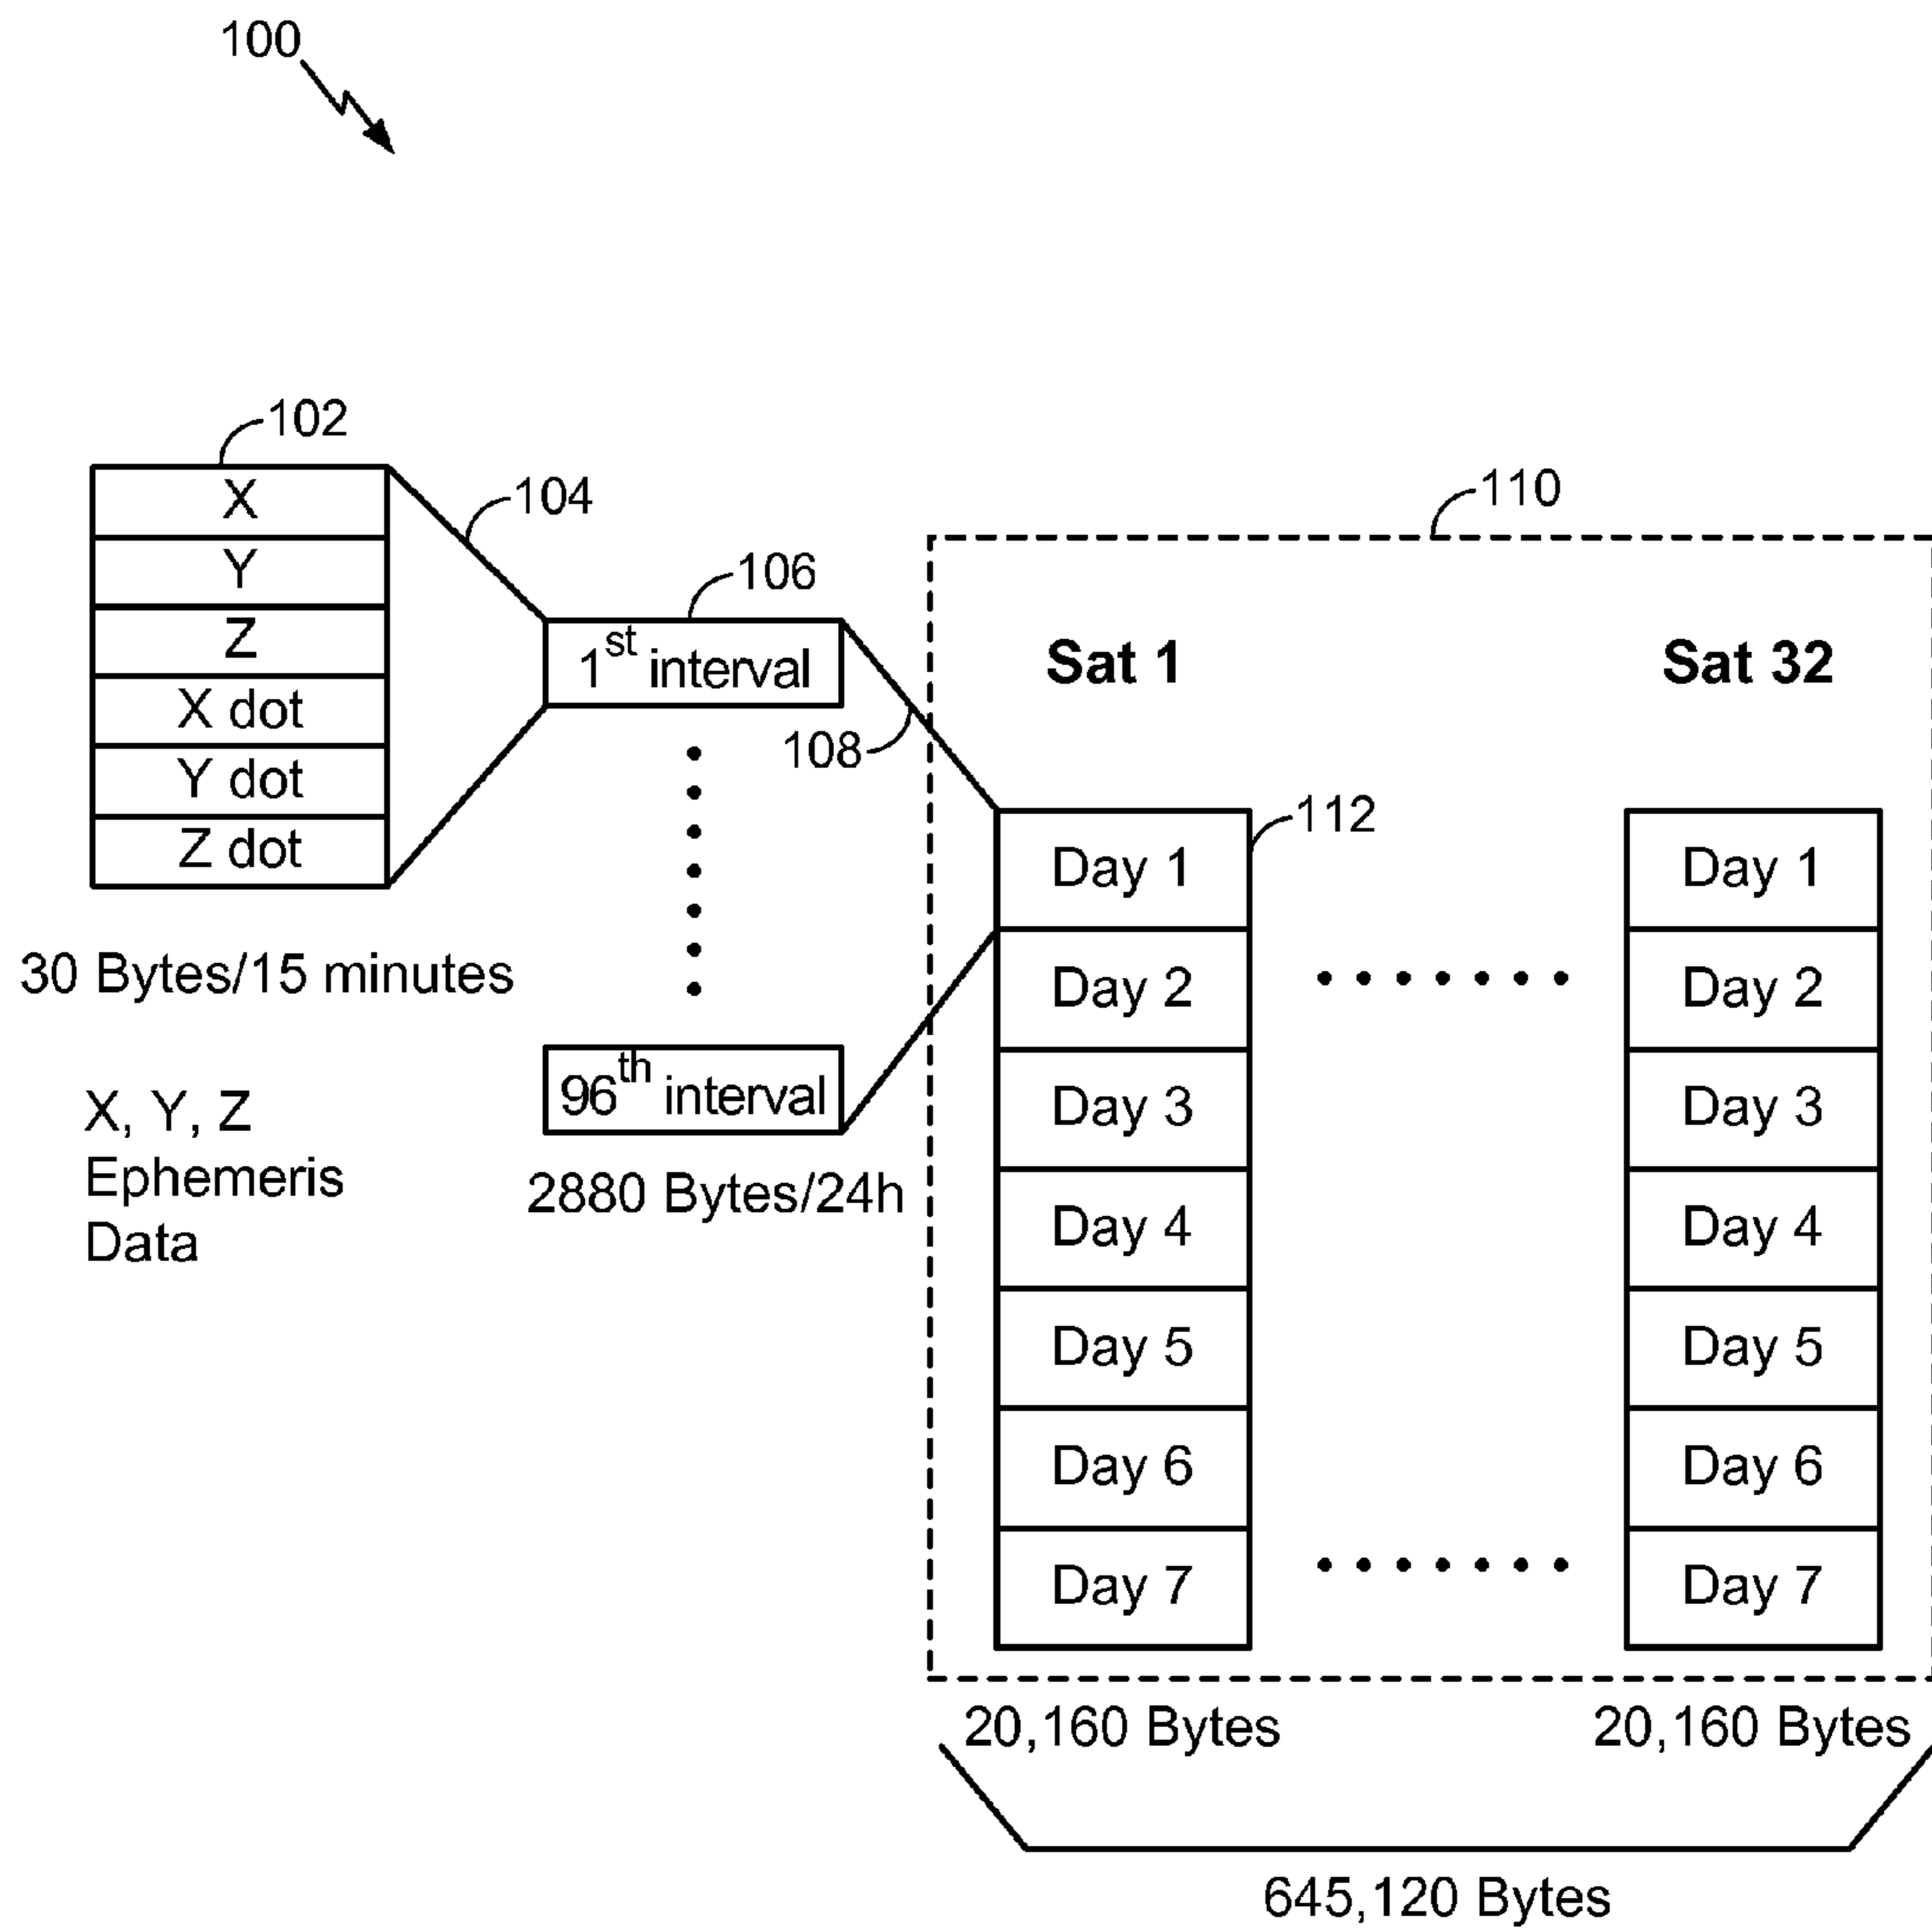 100
102
X
Y
Z
X dot
Y dot
Z dot
30 Bytes/15 minutes
X, Y, Z
Ephemeris
Data
104
106
1st interval
96th interval
2880 Bytes/24h
108
110
Sat 1
Sat 32
112
Day 1
Day 2
Day 3
Day 4
Day 5
Day 6
Day 7
Day 1
Day 2
Day 3
Day 4
Day 5
Day 6
Day 7
20,160 Bytes
20,160 Bytes
645,120 Bytes